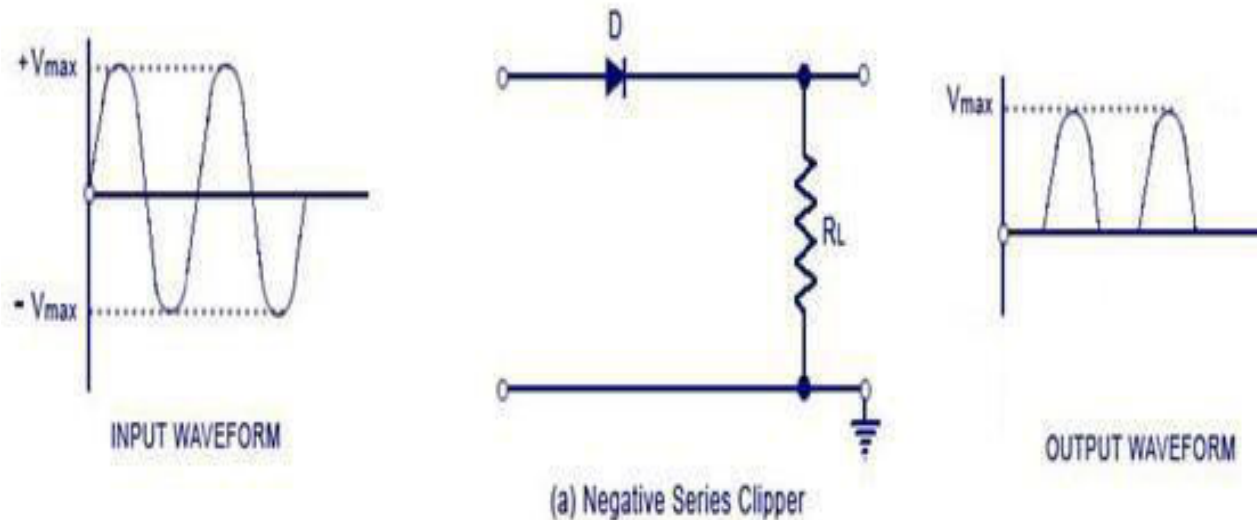 +Vmax
- Vmax
INPUT WAVEFORM
D
RL
(a) Negative Series Clipper
Vmax
OUTPUT WAVEFORM